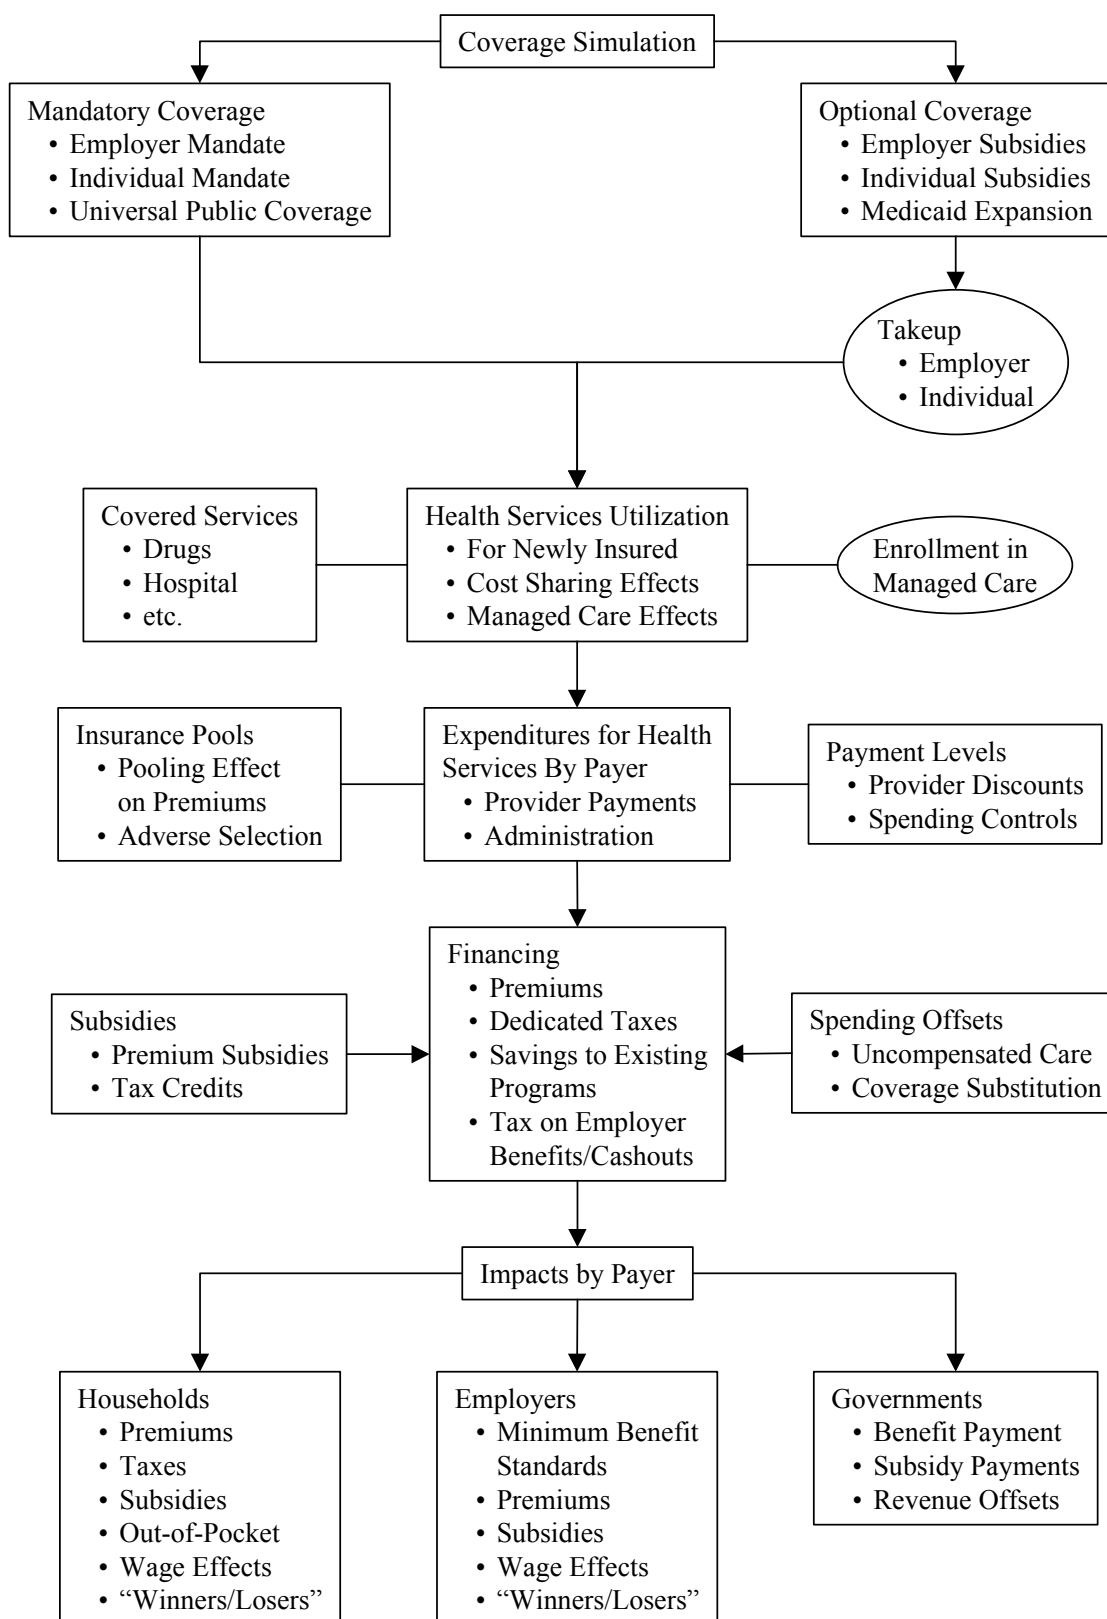 Coverage Simulation
Mandatory Coverage
• Employer Mandate
• Individual Mandate
• Universal Public Coverage
Optional Coverage
• Employer Subsidies
• Individual Subsidies
• Medicaid Expansion
Takeup
• Employer
• Individual
Covered Services
• Drugs
• Hospital
• etc.
Health Services Utilization
• For Newly Insured
• Cost Sharing Effects
• Managed Care Effects
Enrollment in
Managed Care
Insurance Pools
• Pooling Effect
on Premiums
• Adverse Selection
Expenditures for Health
Services By Payer
• Provider Payments
• Administration
Payment Levels
• Provider Discounts
• Spending Controls
Subsidies
• Premium Subsidies
• Tax Credits
Financing
• Premiums
• Dedicated Taxes
• Savings to Existing
Programs
• Tax on Employer
Benefits/Cashouts
Spending Offsets
• Uncompensated Care
• Coverage Substitution
Impacts by Payer
Households
• Premiums
• Taxes
• Subsidies
• Out-of-Pocket
• Wage Effects
• “Winners/Losers”
Employers
• Minimum Benefit
Standards
• Premiums
• Subsidies
• Wage Effects
• “Winners/Losers”
Governments
• Benefit Payment
• Subsidy Payments
• Revenue Offsets